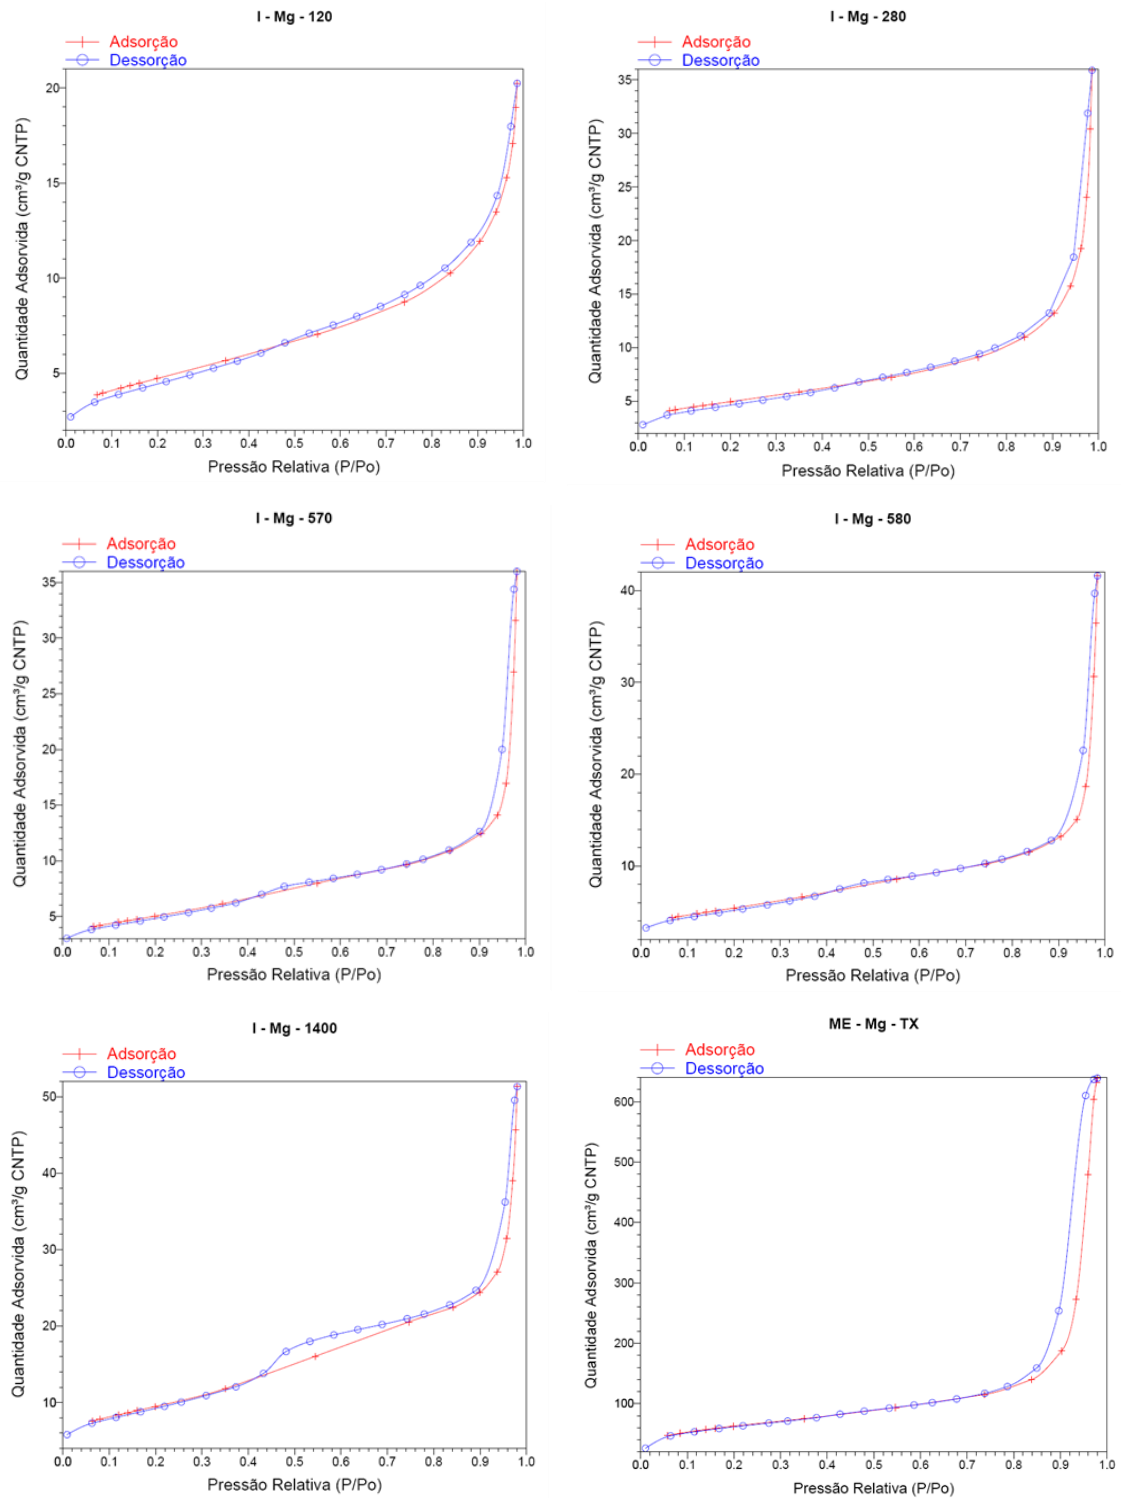 I - Mg - 120
Adsorção
Dessorção
Quantidade Adsorvida (cm³/g CNTP)
20
15
10
5
0.0 0.1 0.2 0.3 0.4 0.5 0.6 0.7 0.8 0.9 1.0
Pressão Relativa (P/Po)
I - Mg - 280
Adsorção
Dessorção
Quantidade Adsorvida (cm³/g CNTP)
35
30
25
20
15
10
5
0.0 0.1 0.2 0.3 0.4 0.5 0.6 0.7 0.8 0.9 1.0
Pressão Relativa (P/Po)
I - Mg - 570
Adsorção
Dessorção
Quantidade Adsorvida (cm³/g CNTP)
35
30
25
20
15
10
5
0.0 0.1 0.2 0.3 0.4 0.5 0.6 0.7 0.8 0.9 1.0
Pressão Relativa (P/Po)
I - Mg - 580
Adsorção
Dessorção
Quantidade Adsorvida (cm³/g CNTP)
40
30
20
10
0.0 0.1 0.2 0.3 0.4 0.5 0.6 0.7 0.8 0.9 1.0
Pressão Relativa (P/Po)
I - Mg - 1400
Adsorção
Dessorção
Quantidade Adsorvida (cm³/g CNTP)
50
40
30
20
10
0.0 0.1 0.2 0.3 0.4 0.5 0.6 0.7 0.8 0.9 1.0
Pressão Relativa (P/Po)
ME - Mg - TX
Adsorção
Dessorção
Quantidade Adsorvida (cm³/g CNTP)
600
500
400
300
200
100
0.0 0.1 0.2 0.3 0.4 0.5 0.6 0.7 0.8 0.9 1.0
Pressão Relativa (P/Po)